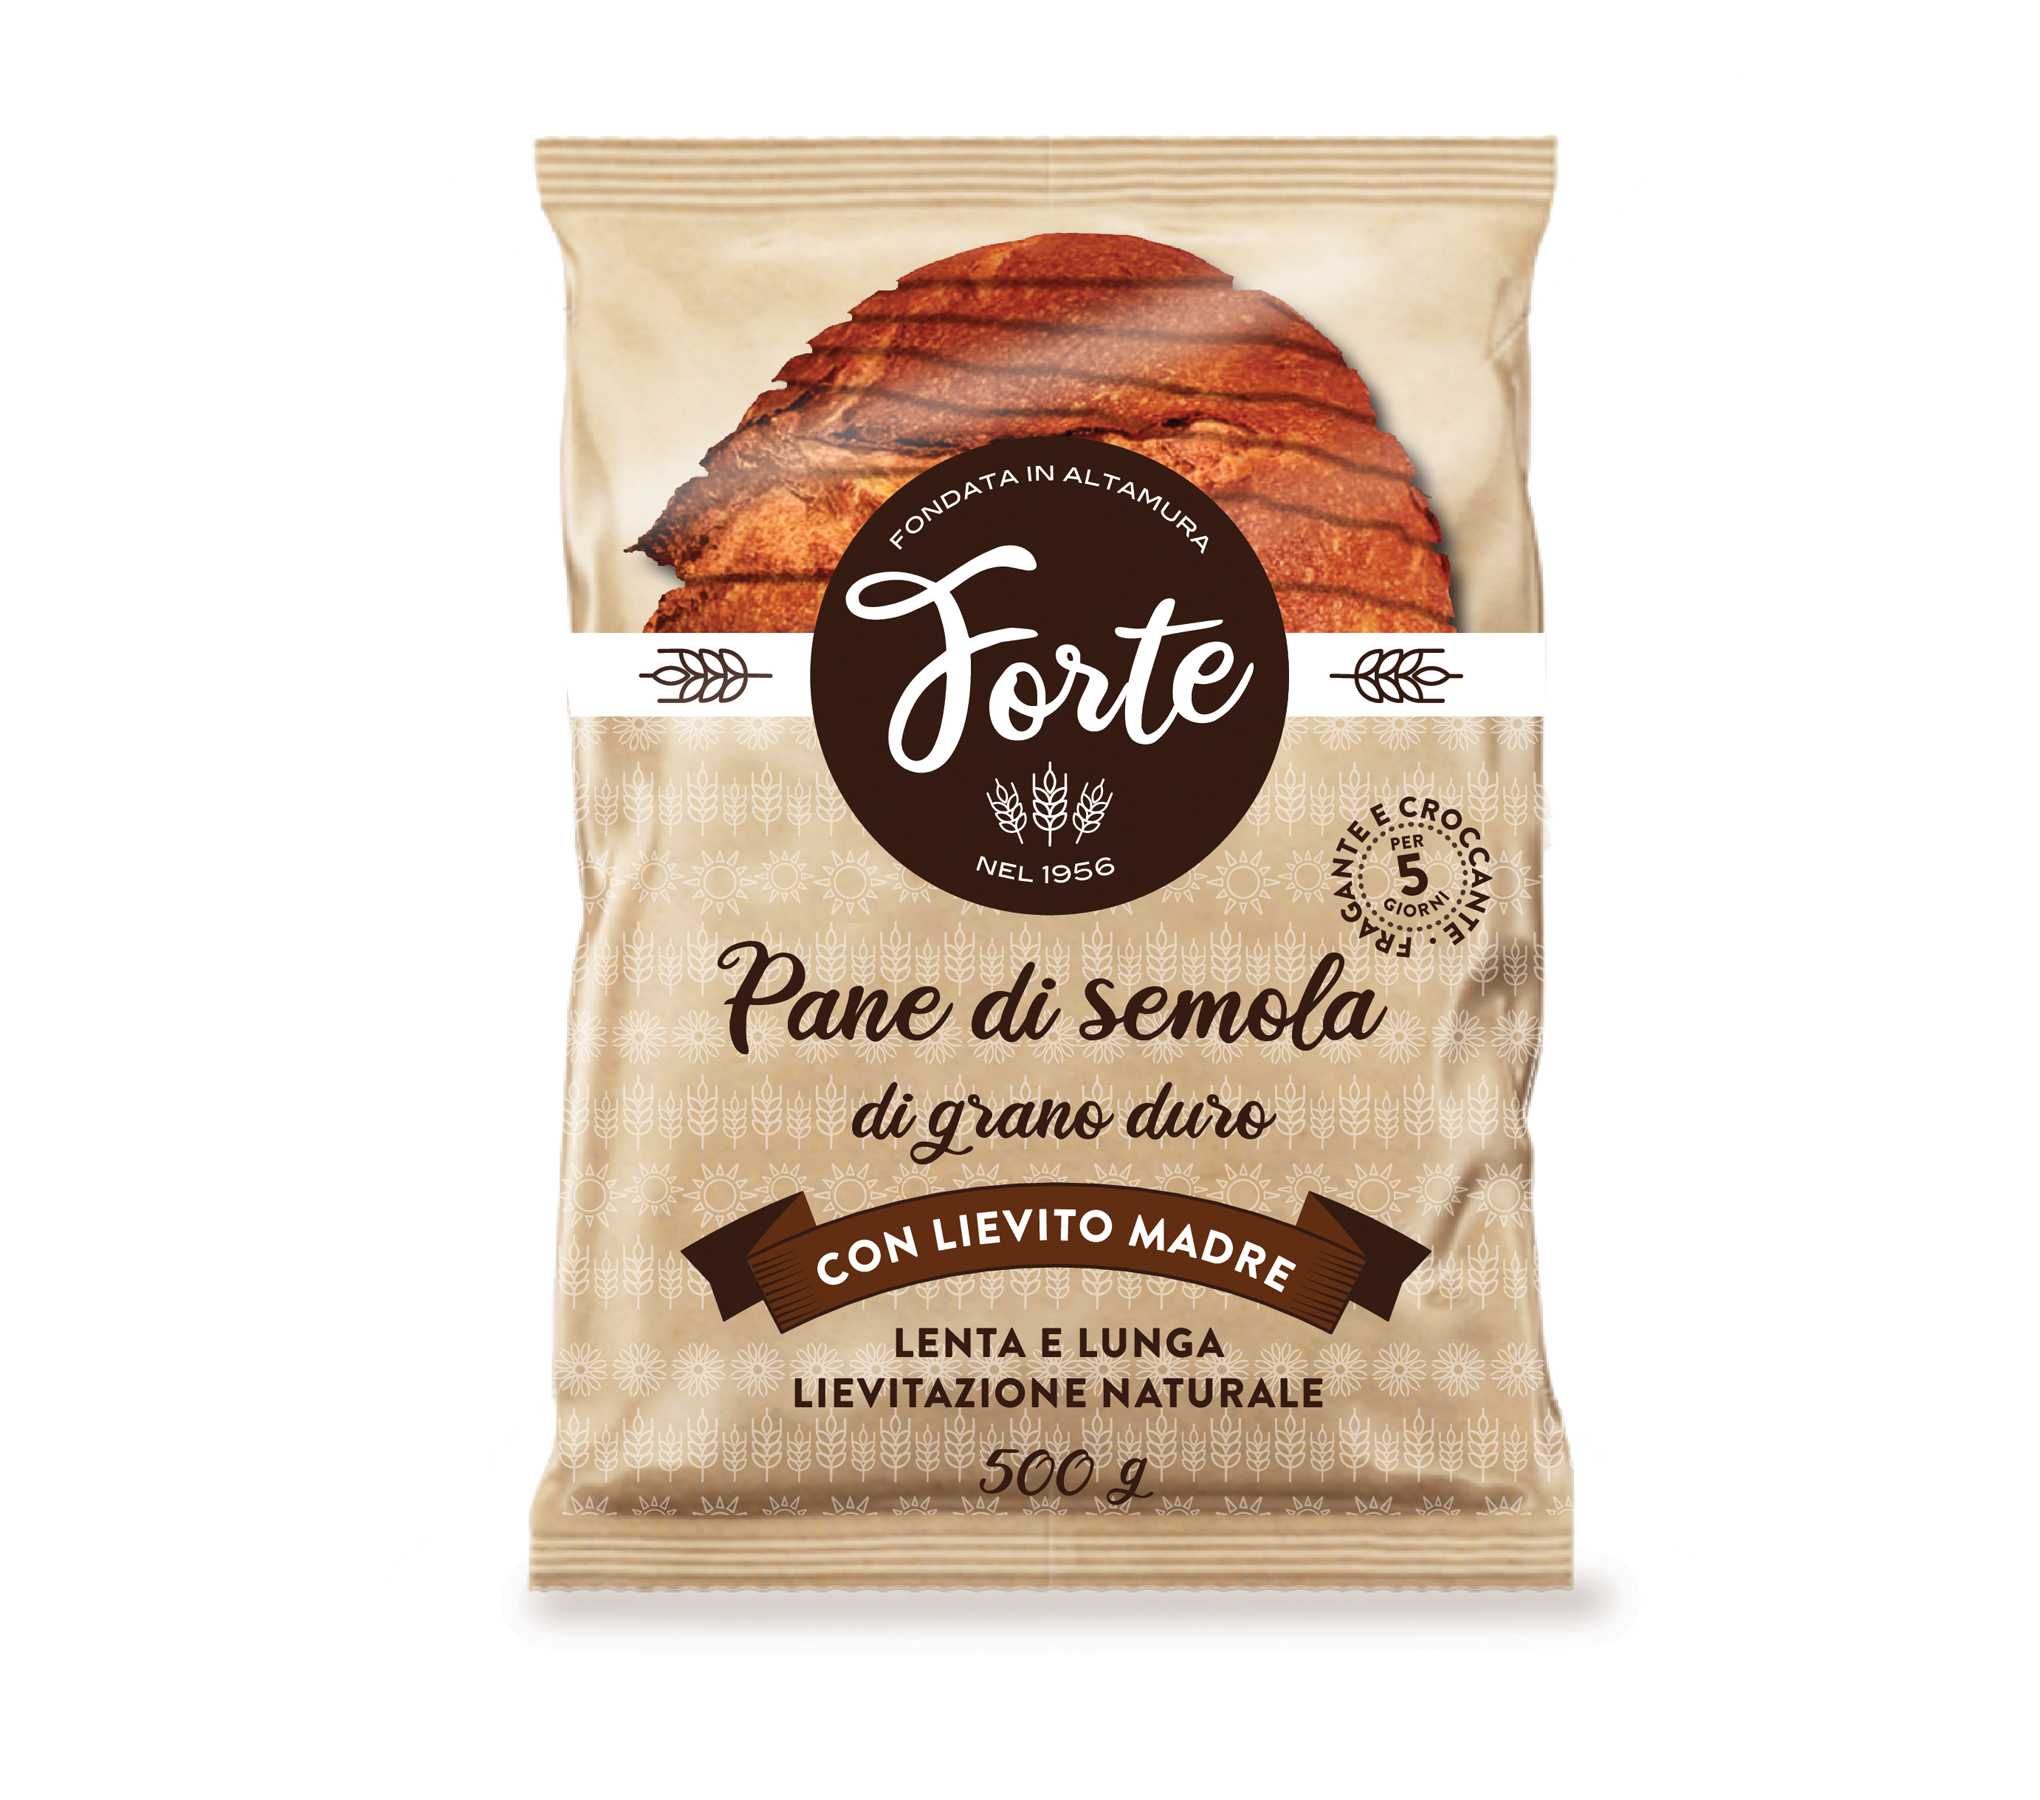 FONDATA IN ALTAMURA
Forte
NEL 1956
FRAGANTE E CROCCANTE •
PER
5
GIORNI
Pane di semola
di grano duro
CON LIEVITO MADRE
LENTA E LUNGA
LIEVITAZIONE NATURALE
500 g